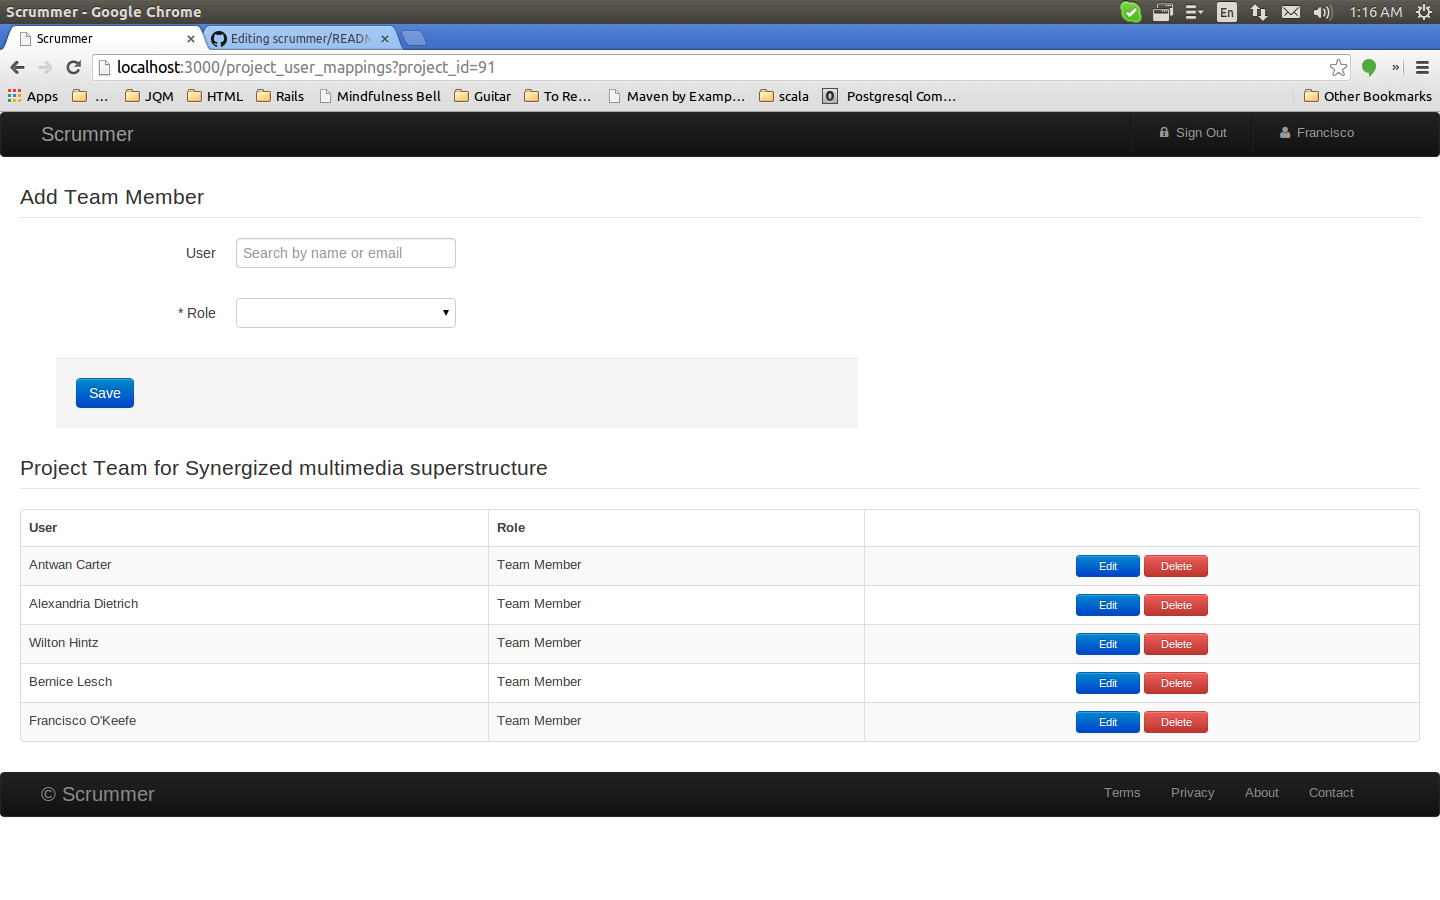 Scrummer - Google Chrome En 1:16 AM
Scrummer Editing scrummer/READ
localhost:3000/project_user_mappings?project_id=91
Apps ... JQM HTML Rails Mindfulness Bell Guitar To Re... Maven by Examp... scala Postgresql Com... Other Bookmarks
Scrummer Sign Out Francisco
Add Team Member
User Search by name or email
* Role
Save
Project Team for Synergized multimedia superstructure
User Role
Antwan Carter Team Member Edit Delete
Alexandria Dietrich Team Member Edit Delete
Wilton Hintz Team Member Edit Delete
Bernice Lesch Team Member Edit Delete
Francisco O'Keefe Team Member Edit Delete
© Scrummer Terms Privacy About Contact